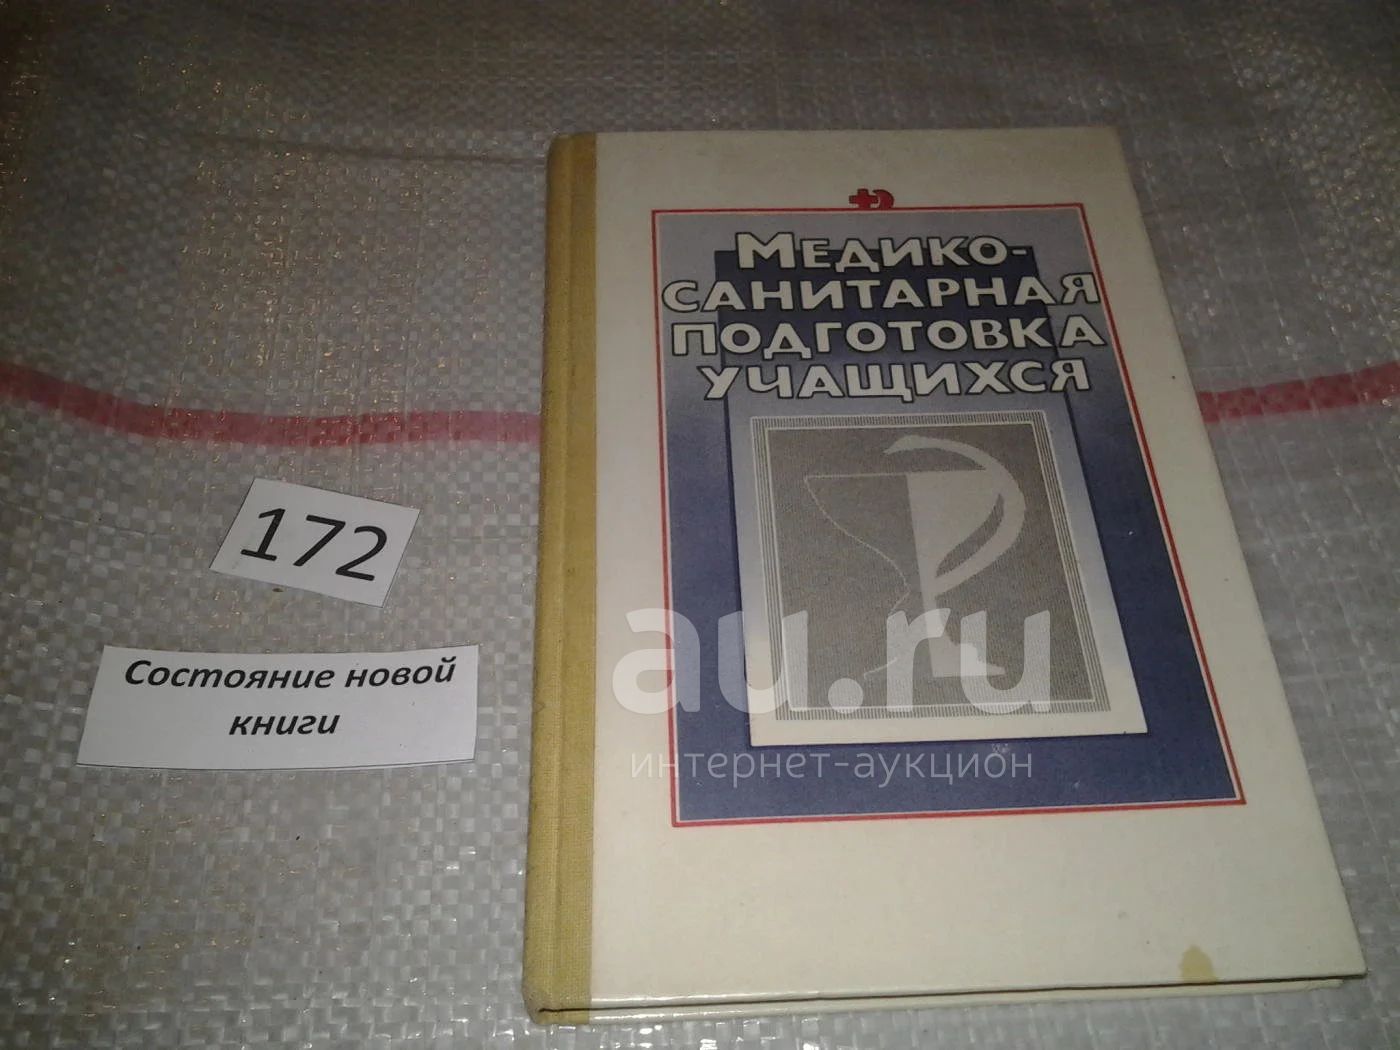 МЕДИКО-
САНИТАРНАЯ
ПОДГОТОВКА
УЧАЩИХСЯ
172
Состояние новой
книги
au.ru
интернет-аукцион